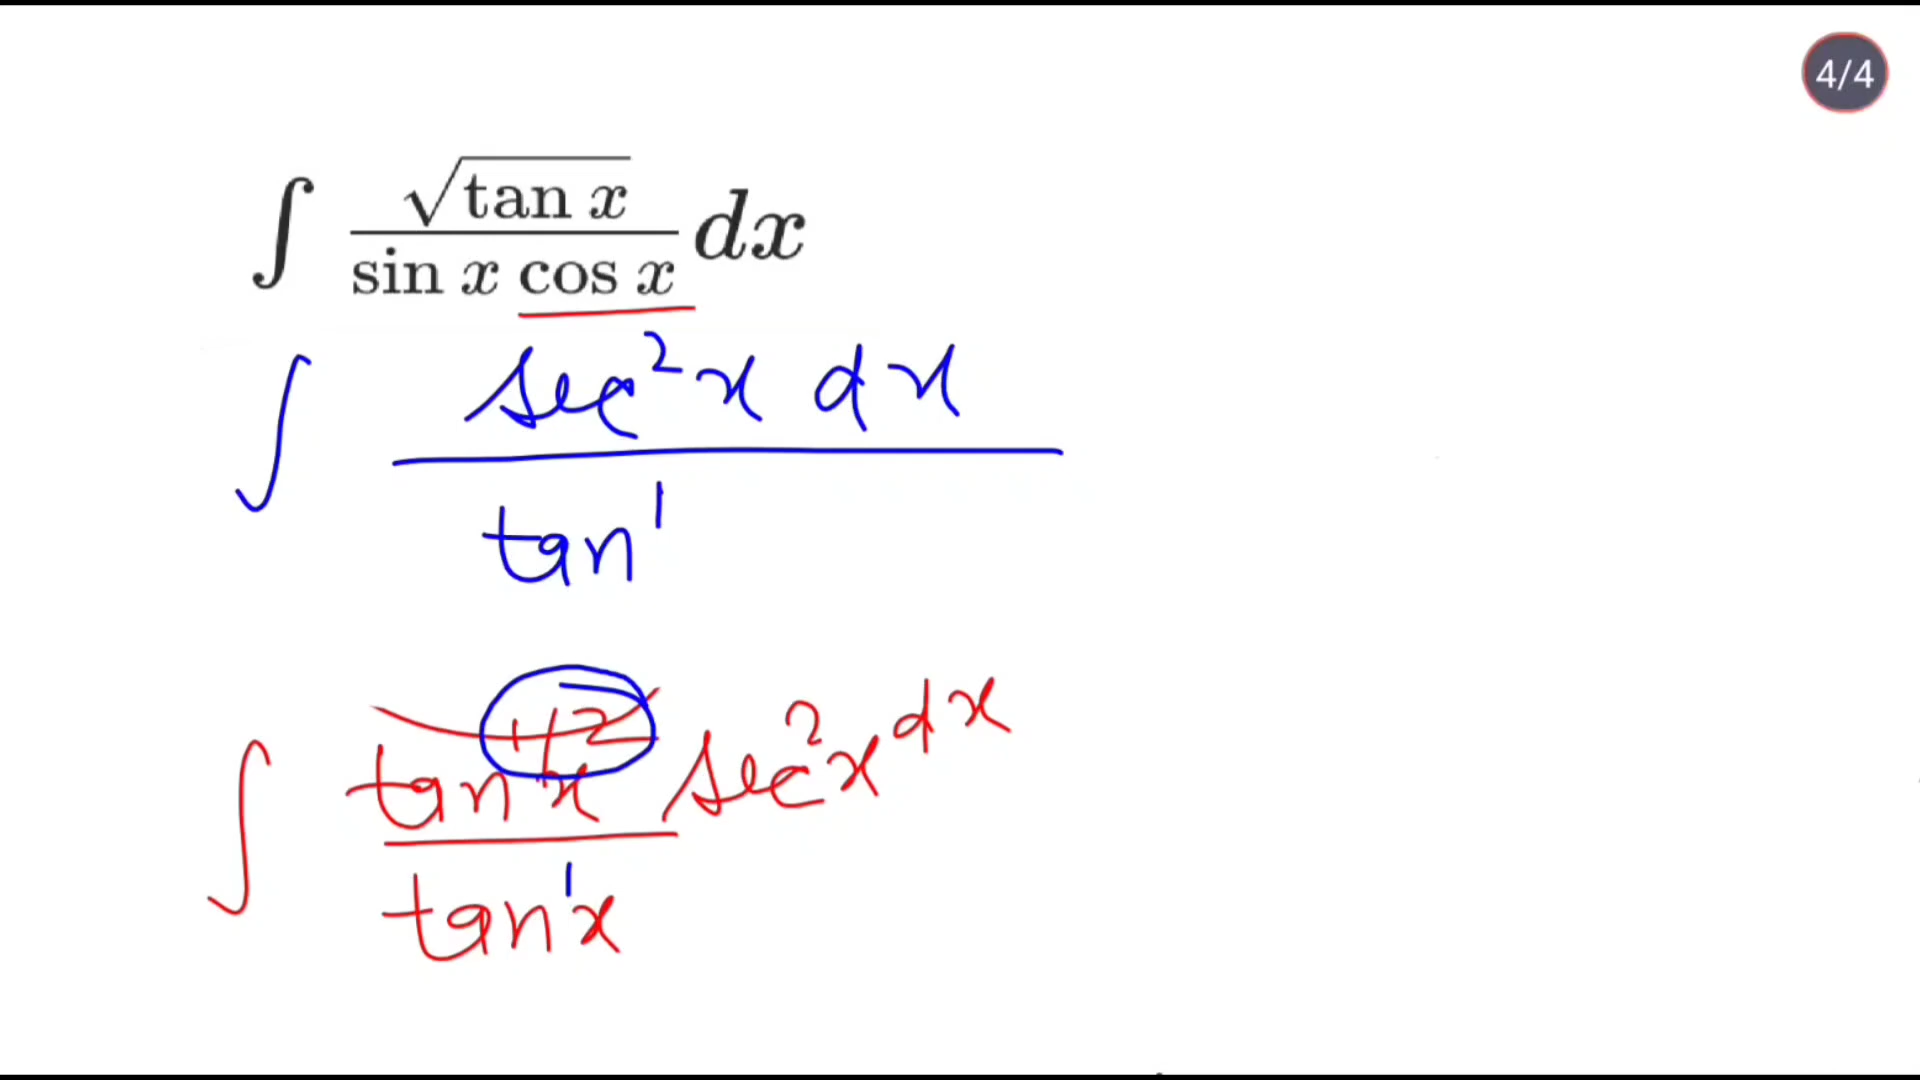 4/4
∫ √tan x / sin x cos x dx
∫ sec²x dx / tan¹
∫ tan^1/2 x sec²x dx / tan¹x